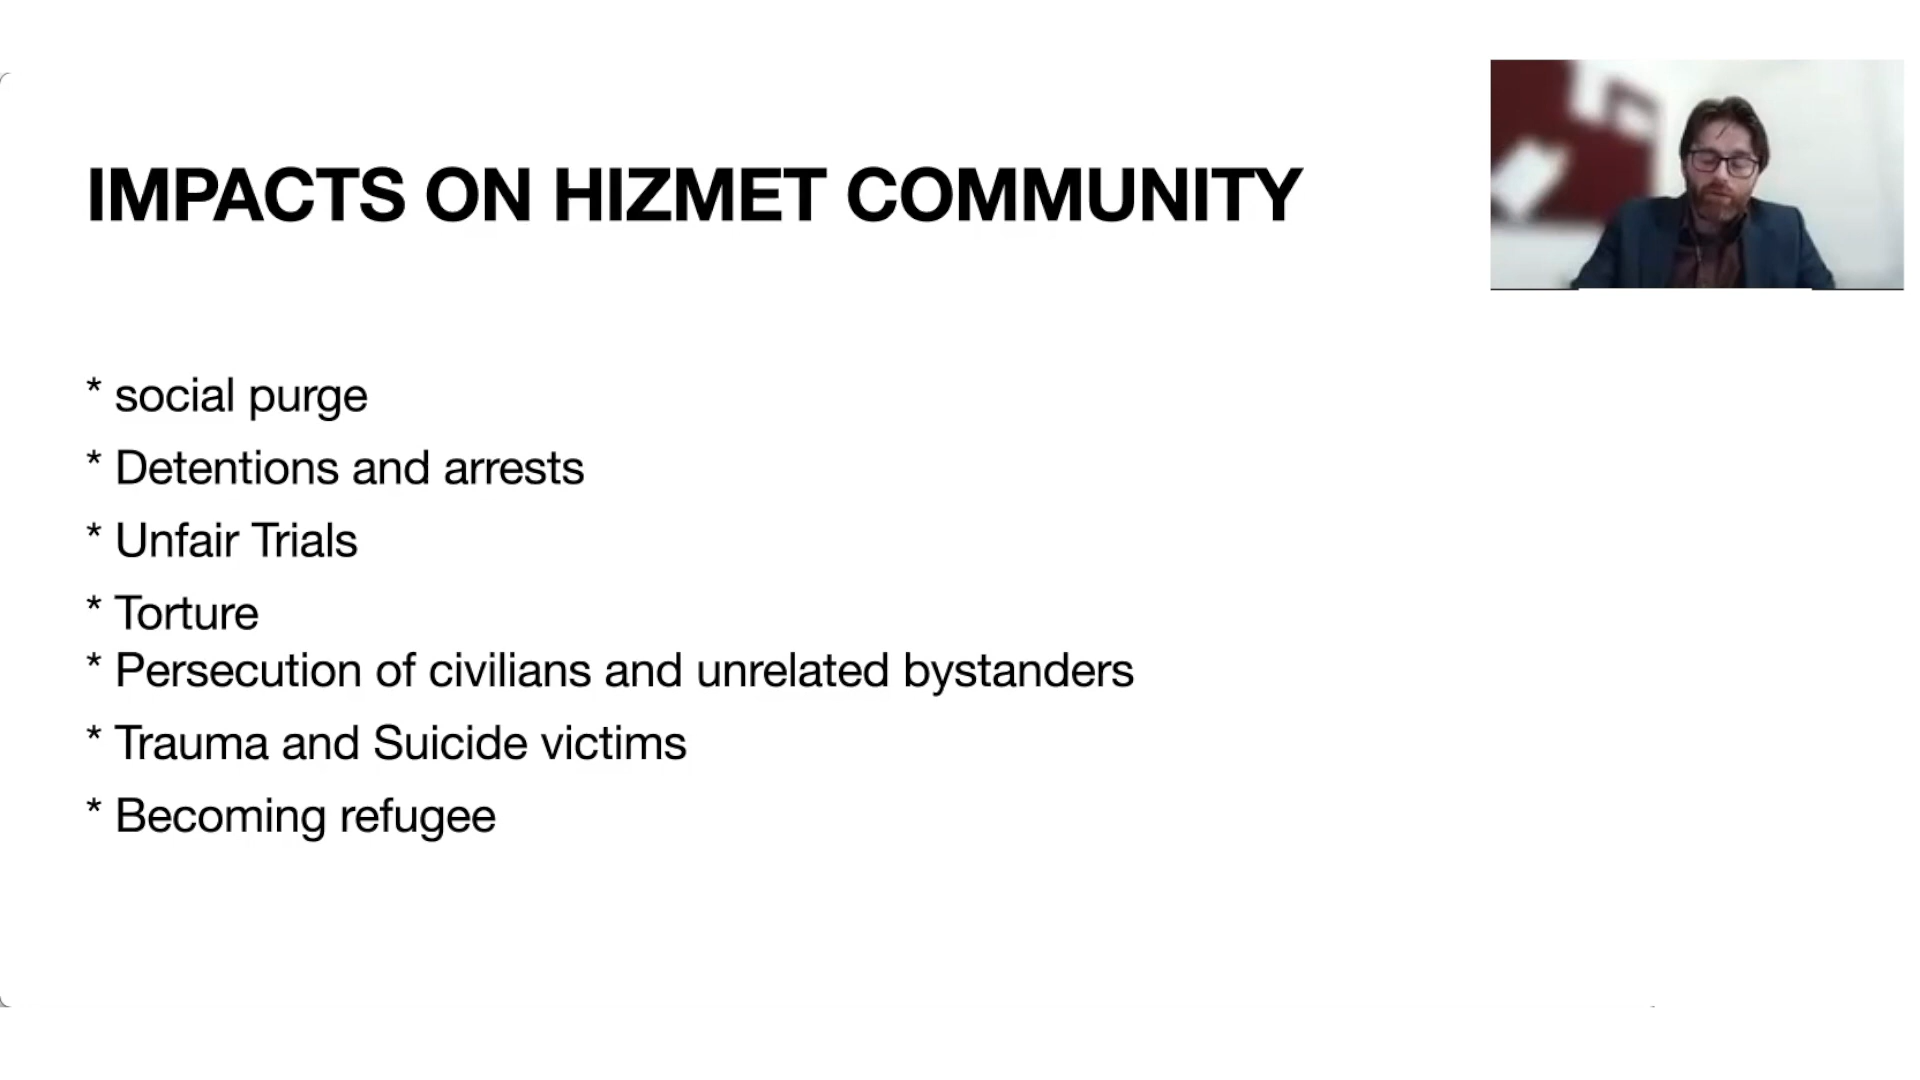 IMPACTS ON HIZMET COMMUNITY
* social purge
* Detentions and arrests
* Unfair Trials
* Torture
* Persecution of civilians and unrelated bystanders
* Trauma and Suicide victims
* Becoming refugee